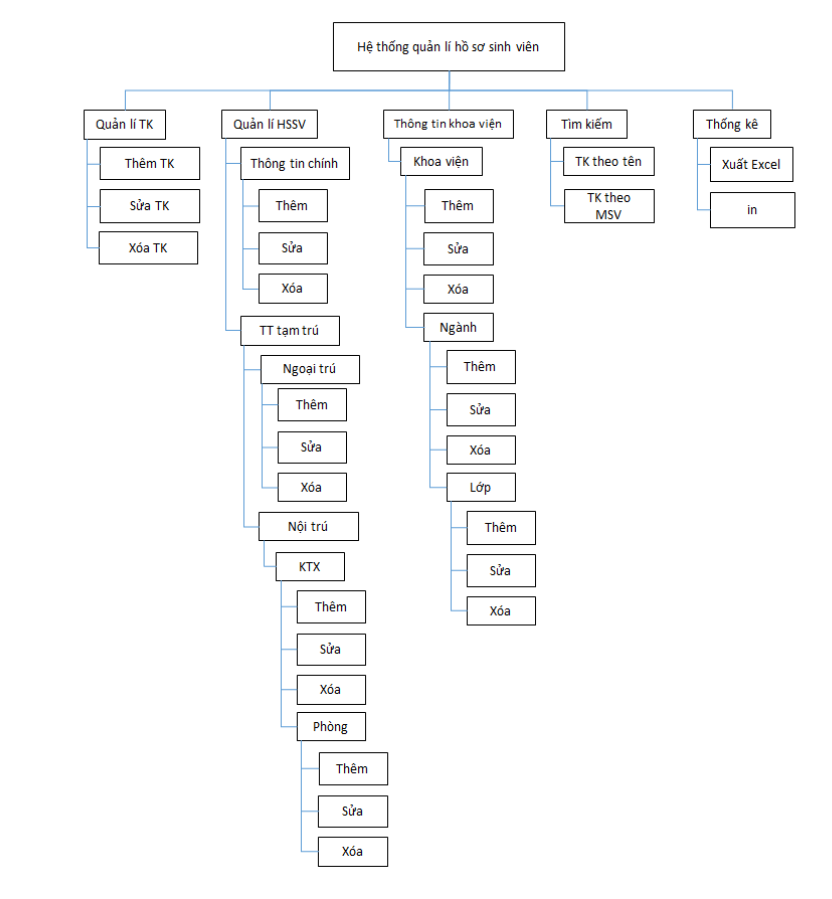 Hệ thống quản lí hồ sơ sinh viên
Quản lí TK
Thêm TK
Sửa TK
Xóa TK
Quản lí HSSV
Thông tin chính
Thêm
Sửa
Xóa
TT tạm trú
Ngoại trú
Thêm
Sửa
Xóa
Nội trú
KTX
Thêm
Sửa
Xóa
Phòng
Thêm
Sửa
Xóa
Thông tin khoa viện
Khoa viện
Thêm
Sửa
Xóa
Ngành
Thêm
Sửa
Xóa
Lớp
Thêm
Sửa
Xóa
Tìm kiếm
TK theo tên
TK theo
MSV
Thống kê
Xuất Excel
in